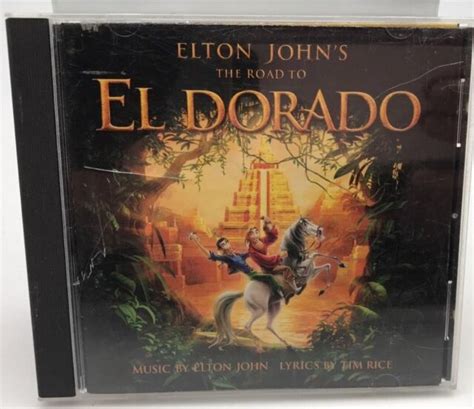 ELTON JOHN'S
THE ROAD TO
EL DORADO
MUSIC BY ELTON JOHN LYRICS BY TIM RICE